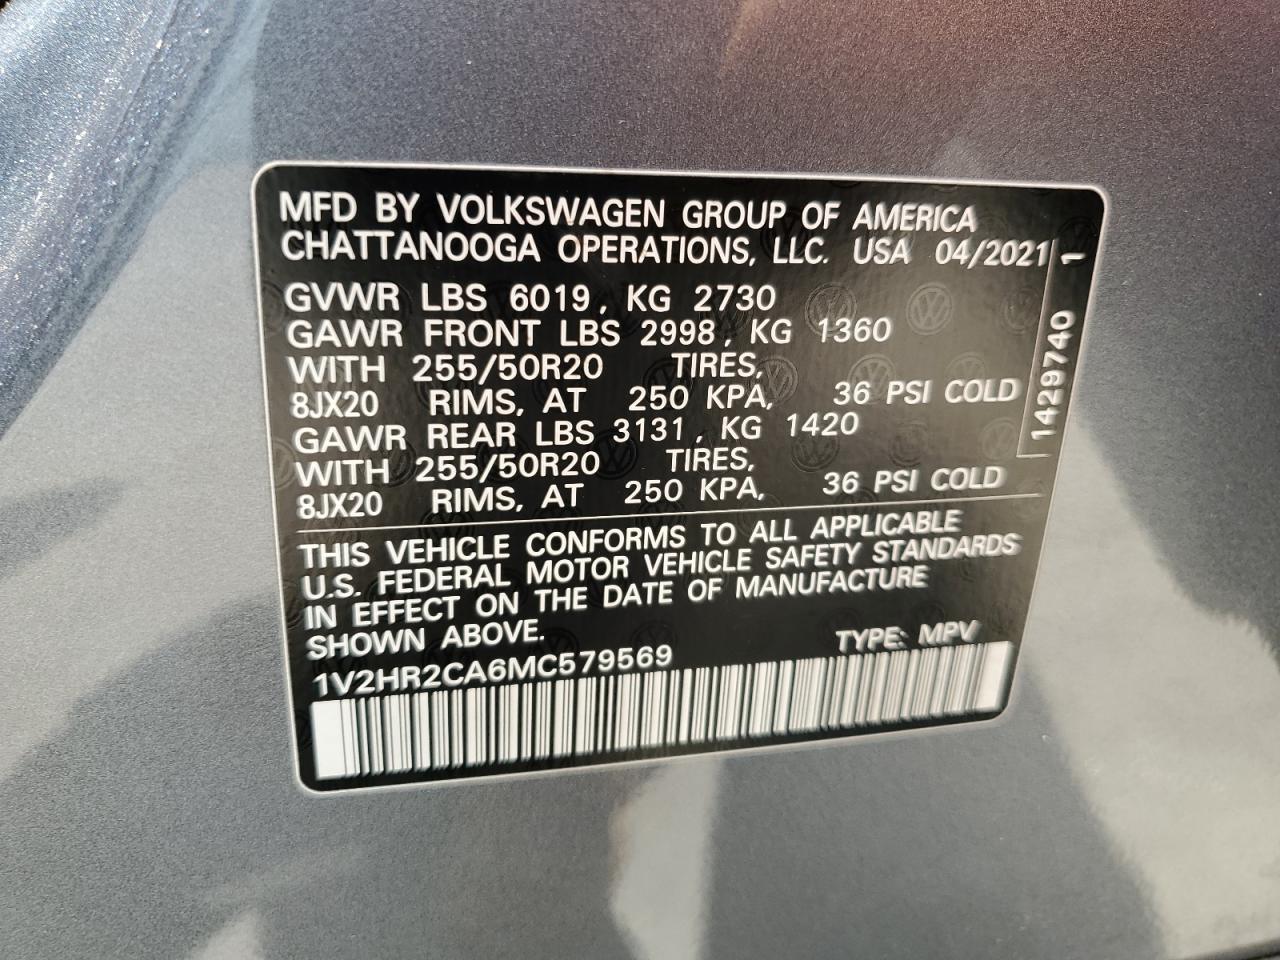 MFD BY VOLKSWAGEN GROUP OF AMERICA
CHATTANOOGA OPERATIONS, LLC. USA 04/2021
GVWR LBS 6019, KG 2730
GAWR FRONT LBS 2998, KG 1360
WITH 255/50R20 TIRES,
8JX20 RIMS, AT 250 KPA, 36 PSI COLD
GAWR REAR LBS 3131, KG 1420
WITH 255/50R20 TIRES,
8JX20 RIMS, AT 250 KPA, 36 PSI COLD
1429740 1
THIS VEHICLE CONFORMS TO ALL APPLICABLE
U.S. FEDERAL MOTOR VEHICLE SAFETY STANDARDS
IN EFFECT ON THE DATE OF MANUFACTURE
SHOWN ABOVE.
TYPE: MPV
1V2HR2CA6MC579569